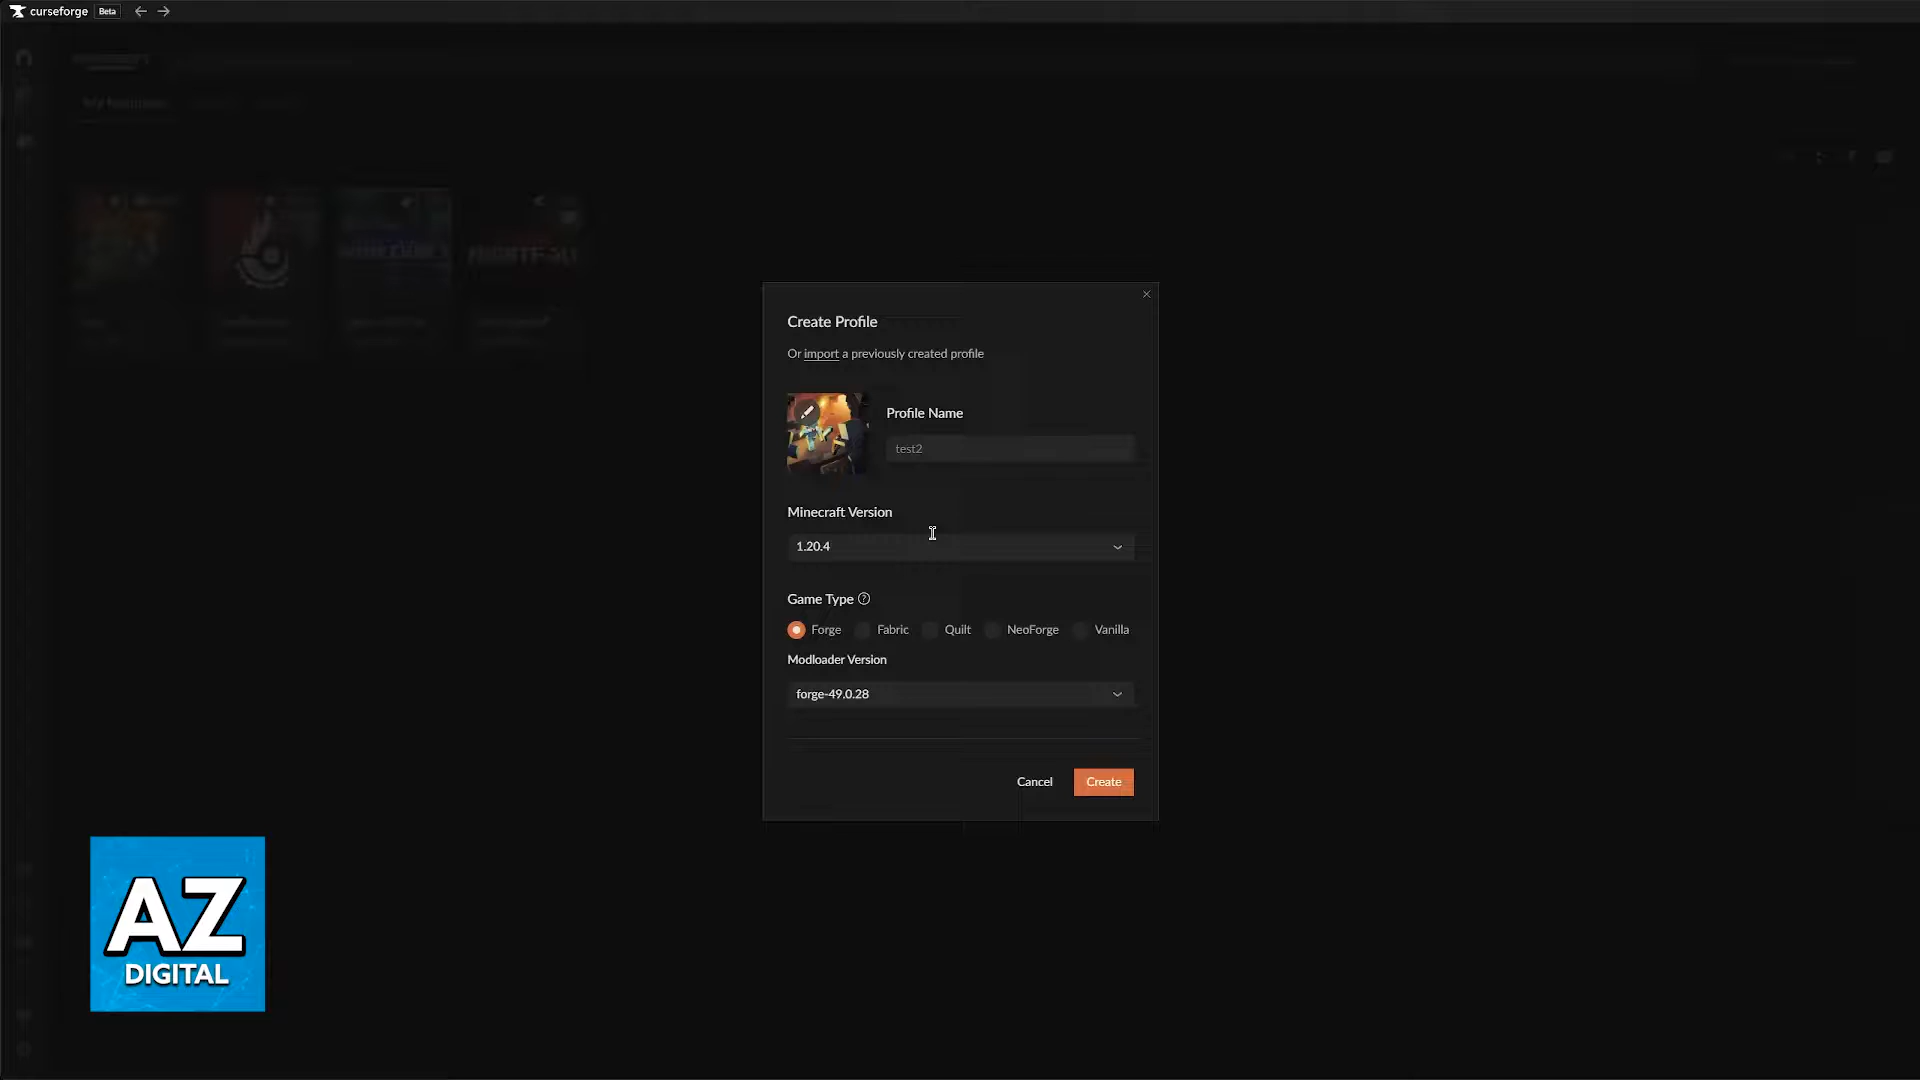 curseforge Beta
Create Profile
Or import a previously created profile
Profile Name
test2
Minecraft Version
1.20.4
Game Type
Forge Fabric Quilt NeoForge Vanilla
Modloader Version
forge-49.0.28
Cancel Create
AZ
DIGITAL